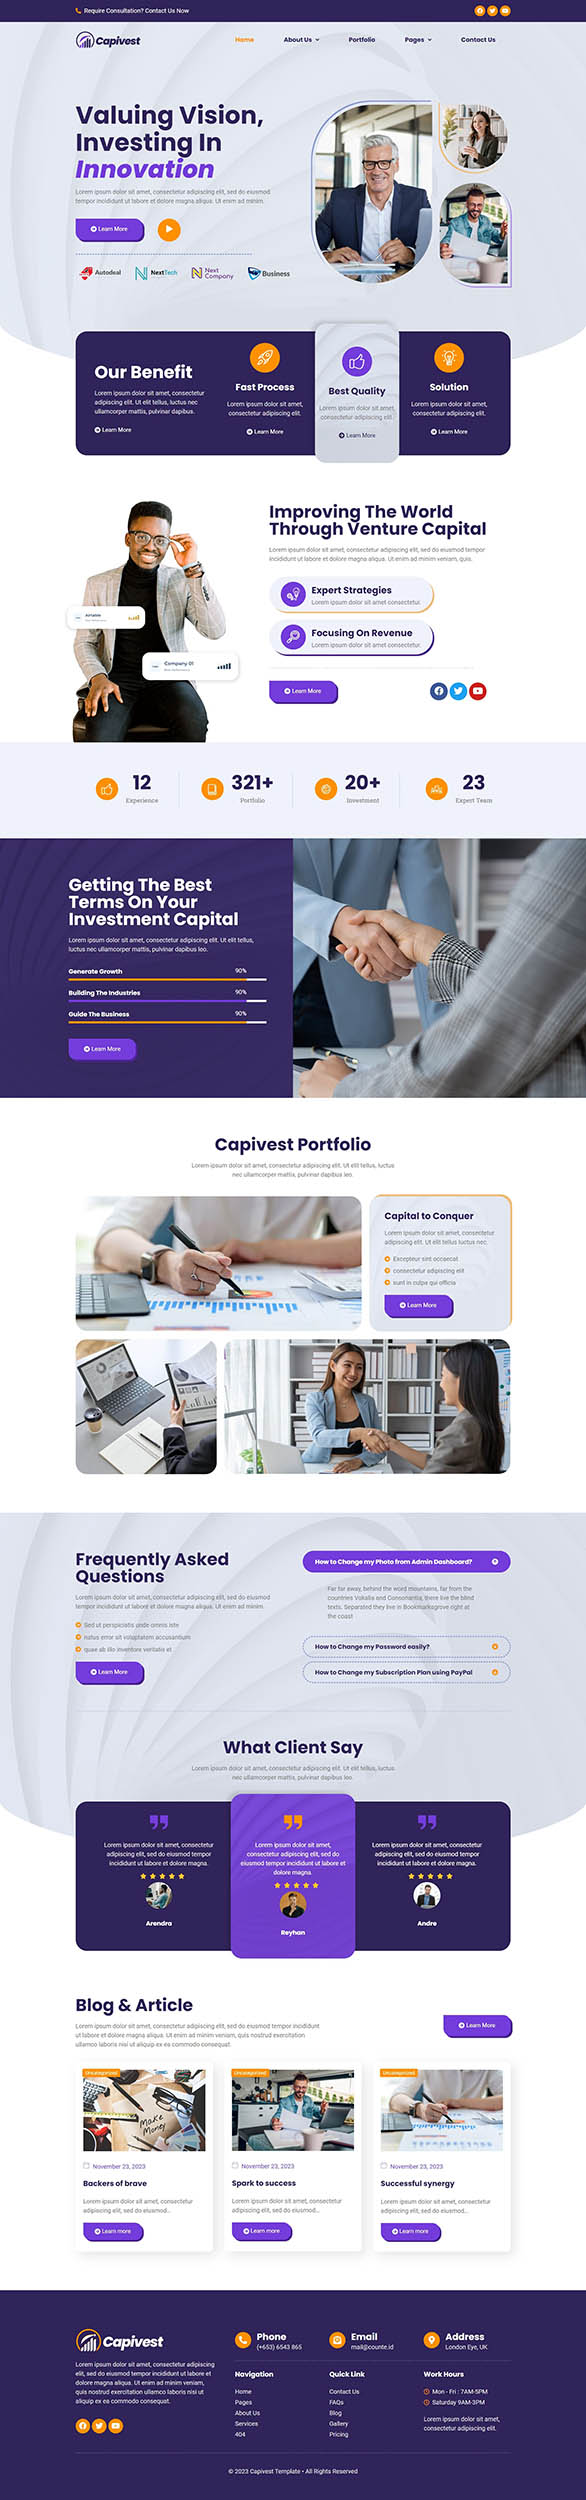 Require Consultation? Contact Us Now
Capivest
Home
About Us
Portfolio
Pages
Contact Us
Valuing Vision,
Investing In
Innovation
Lorem ipsum dolor sit amet, consectetur adipiscing elit, sed do eiusmod
tempor incididunt ut labore et dolore magna aliqua. Ut enim ad minim.
Learn More
Autodeal
NextTech
Next
Company
Business
Our Benefit
Lorem ipsum dolor sit amet, consectetur
adipiscing elit. Ut elit tellus, luctus nec
ullamcorper mattis, pulvinar dapibus.
Learn More
Fast Process
Lorem ipsum dolor sit amet,
consectetur adipiscing elit.
Learn More
Best Quality
Lorem ipsum dolor sit amet,
consectetur adipiscing elit.
Learn More
Solution
Lorem ipsum dolor sit amet,
consectetur adipiscing elit.
Learn More
Improving The World
Through Venture Capital
Lorem ipsum dolor sit amet, consectetur adipiscing elit, sed do eiusmod tempor
incididunt ut labore et dolore magna aliqua. Ut enim ad minim veniam, quis.
Company 01
Expert Strategies
Lorem ipsum dolor sit amet consectetur.
Focusing On Revenue
Lorem ipsum dolor sit amet consectetur.
Learn More
12
Experience
321+
Portfolio
20+
Investment
23
Expert Team
Getting The Best
Terms On Your
Investment Capital
Lorem ipsum dolor sit amet, consectetur adipiscing elit. Ut elit tellus,
luctus nec ullamcorper mattis, pulvinar dapibus leo.
Generate Growth 90%
Building The Industries 90%
Guide The Business 90%
Learn More
Capivest Portfolio
Lorem ipsum dolor sit amet, consectetur adipiscing elit. Ut elit tellus, luctus
nec ullamcorper mattis, pulvinar dapibus leo.
Capital to Conquer
Lorem ipsum dolor sit amet, consectetur
adipiscing elit. Ut elit tellus luctus nec.
Excepteur sint occaecat
consectetur adipiscing elit
sunt in culpa qui officia
Learn More
Frequently Asked
Questions
Lorem ipsum dolor sit amet, consectetur adipiscing elit, sed do eiusmod
tempor incididunt ut labore et dolore magna aliqua. Ut enim ad minim.
Sed ut perspiciatis unde omnis iste
natus error sit voluptatem accusantium
quae ab illo inventore veritatis et
Learn More
How to Change my Photo from Admin Dashboard?
Far far away, behind the word mountains, far from the
countries Vokalia and Consonantia, there live the blind
texts. Separated they live in Bookmarksgrove right at
the coast
How to Change my Password easily?
How to Change my Subscription Plan using PayPal
What Client Say
Lorem ipsum dolor sit amet, consectetur adipiscing elit. Ut elit tellus, luctus
nec ullamcorper mattis, pulvinar dapibus leo.
Lorem ipsum dolor sit amet, consectetur
adipiscing elit, sed do eiusmod tempor
incididunt ut labore et dolore magna.
Arendra
Lorem ipsum dolor sit amet, consectetur
adipiscing elit, sed do eiusmod
tempor incididunt ut labore et
dolore magna.
Reyhan
Lorem ipsum dolor sit amet, consectetur
adipiscing elit, sed do eiusmod tempor
incididunt ut labore et dolore magna.
Andre
Blog & Article
Lorem ipsum dolor sit amet, consectetur adipiscing elit, sed do eiusmod tempor incididunt
ut labore et dolore magna aliqua. Ut enim ad minim veniam, quis nostrud exercitation
ullamco laboris nisi ut aliquip ex ea commodo consequat.
Learn More
Uncategorized
MAKE
MONEY
November 23, 2023
Backers of brave
Lorem ipsum dolor sit amet, consectetur
adipiscing elit, sed do eiusmod...
Learn more
Uncategorized
November 23, 2023
Spark to success
Lorem ipsum dolor sit amet, consectetur
adipiscing elit, sed do eiusmod...
Learn more
Uncategorized
November 23, 2023
Successful synergy
Lorem ipsum dolor sit amet, consectetur
adipiscing elit, sed do eiusmod...
Learn more
Capivest
Lorem ipsum dolor sit amet, consectetur adipiscing
elit, sed do eiusmod tempor incididunt ut labore et
dolore magna aliqua. Ut enim ad minim veniam, quis
nostrud exercitation ullamco laboris nisi ut
aliquip ex ea commodo consequat.
Phone
(+653) 6543 865
Email
mail@counte.id
Address
London Eye, UK
Navigation
Home
Pages
About Us
Services
404
Quick Link
Contact Us
FAQs
Blog
Gallery
Pricing
Work Hours
Mon - Fri : 7AM-5PM
Saturday 9AM-3PM
Lorem ipsum dolor sit amet,
consectetur adipiscing elit.
© 2023 Capivest Template • All Rights Reserved